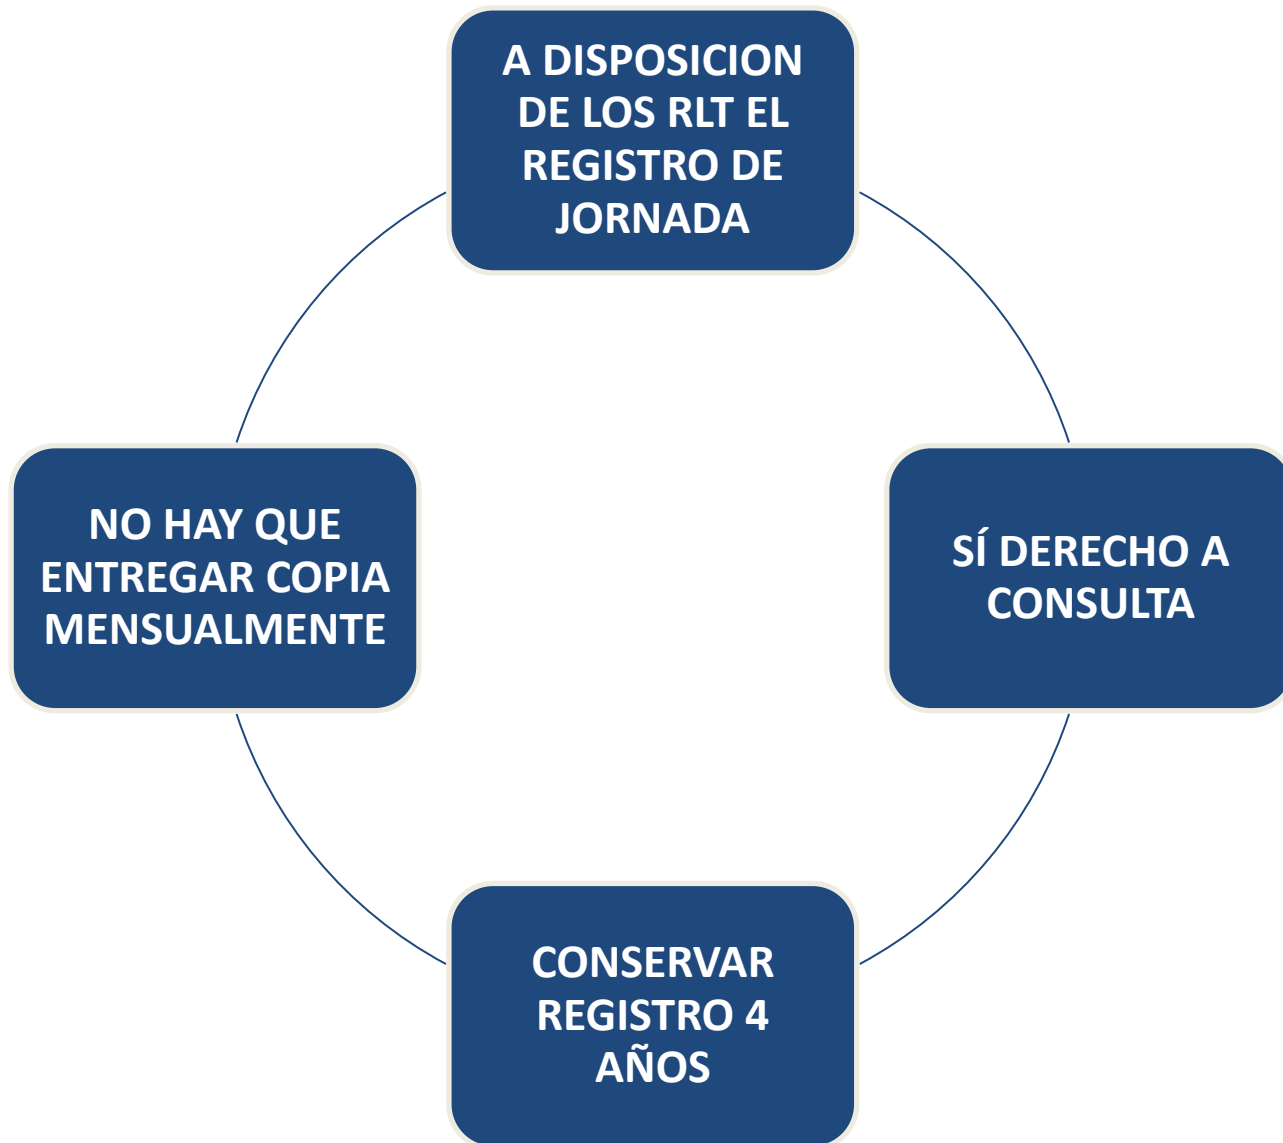 A DISPOSICION
DE LOS RLT EL
REGISTRO DE
JORNADA
SÍ DERECHO A
CONSULTA
CONSERVAR
REGISTRO 4
AÑOS
NO HAY QUE
ENTREGAR COPIA
MENSUALMENTE